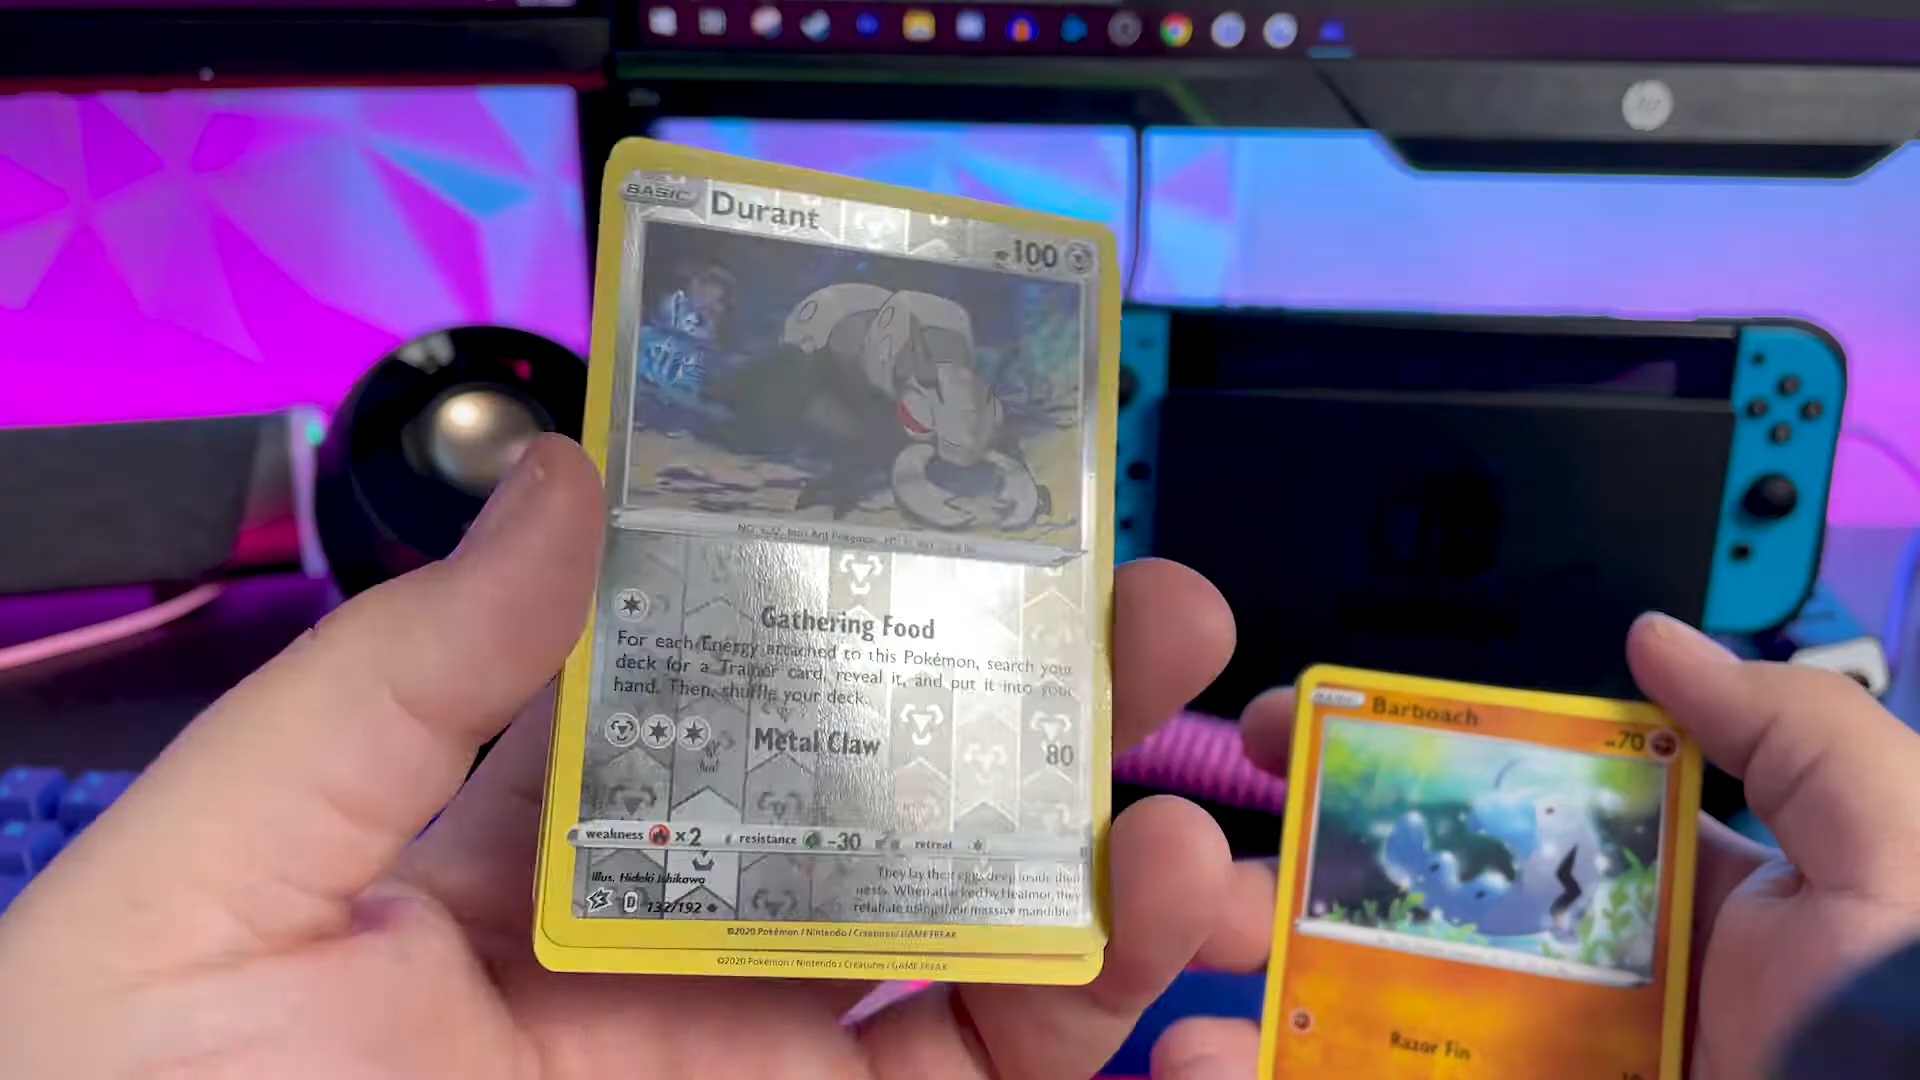 BASIC Durant
100
Gathering Food
For each Energy attached to this Pokémon, search your
deck for a Trainer card, reveal it, and put it into your
hand. Then, shuffle your deck.
Metal Claw
80
weakness x2 resistance -30 retreat
illus. Hideki Ishikawa
They lay their eggs deep inside their
nests. When attacked by Heatmor, they
retaliate using their massive mandibles.
D 132/192
©2020 Pokémon / Nintendo / Creatures / GAME FREAK
©2020 Pokémon / Nintendo / Creatures / GAME FREAK
BASIC Barboach
70
Razor Fin